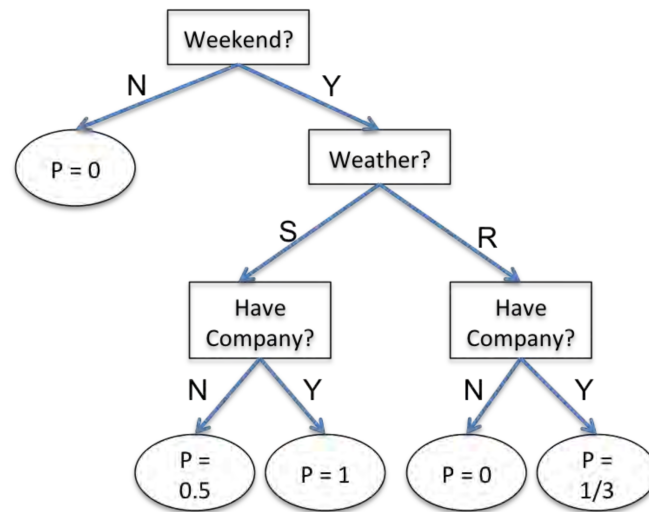 Weekend?
N
Y
P = 0
Weather?
S
R
Have
Company?
Have
Company?
N
Y
N
Y
P =
0.5
P = 1
P = 0
P =
1/3